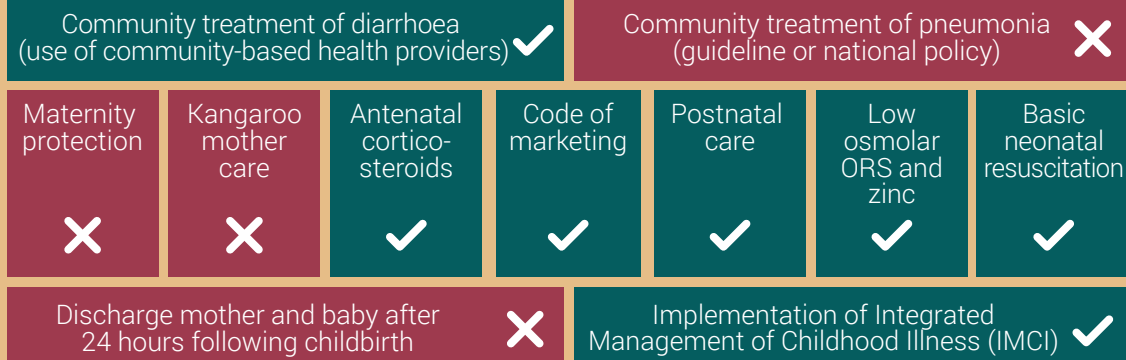 Community treatment of diarrhoea
(use of community-based health providers)
Community treatment of pneumonia
(guideline or national policy)
Maternity
protection
Kangaroo
mother
care
Antenatal
cortico-
steroids
Code of
marketing
Postnatal
care
Low
osmolar
ORS and
zinc
Basic
neonatal
resuscitation
Discharge mother and baby after
24 hours following childbirth
Implementation of Integrated
Management of Childhood Illness (IMCI)